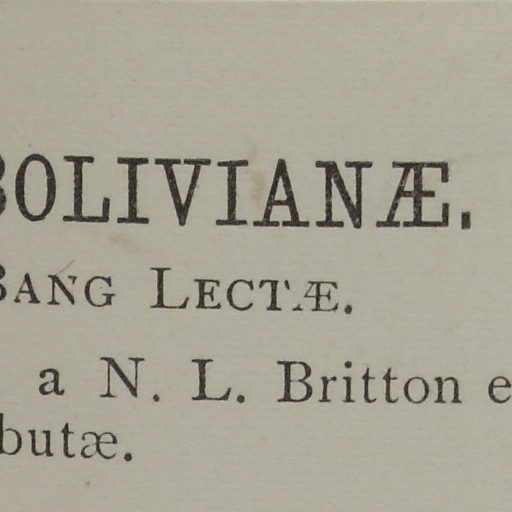 BOLIVIANÆ.
BANG LECTÆ.
a N. L. Britton e
butæ.